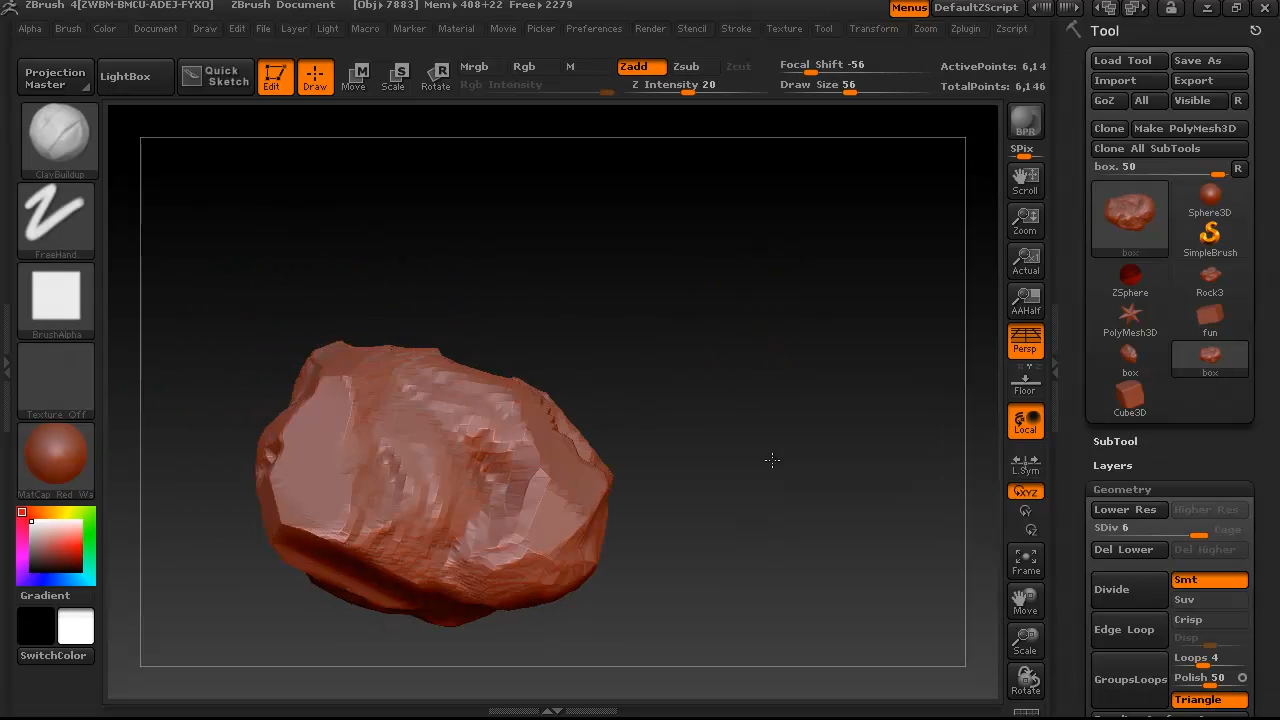 ZBrush 4[ZWBM-BMCU-ADEJ-FYXO] ZBrush Document [Obj▸7883] Mem▸408+22 Free▸2279 Menus DefaultZScript
Alpha Brush Color Document Draw Edit File Layer Light Macro Marker Material Movie Picker Preferences Render Stencil Stroke Texture Tool Transform Zoom Zplugin Zscript
Tool
Load Tool Save As
Import Export
GoZ All Visible R
Clone Make PolyMesh3D
Clone All SubTools
box. 50 R
box
Sphere3D
SimpleBrush
ZSphere
Rock3
PolyMesh3D
fun
box
box
Cube3D
SubTool
Layers
Geometry
Lower Res Higher Res
SDiv 6 Cage
Del Lower Del Higher
Divide
Smt
Suv
Edge Loop
Crisp
Disp
Loops 4
GroupsLoops
Polish 50
Triangle
Projection
Master
LightBox
Quick
Sketch
Edit
Draw
Move
Scale
Rotate
Mrgb Rgb M
Rgb Intensity
Zadd Zsub Zcut
Z Intensity 20
Focal Shift -56
Draw Size 56
ActivePoints: 6,14
TotalPoints: 6,146
ClayBuildup
FreeHand
BrushAlpha
Texture Off
MatCap Red Wa
Gradient
SwitchColor
BPR
SPix
Scroll
Zoom
Actual
AAHalf
Persp
Floor
Local
L.Sym
XYZ
Frame
Move
Scale
Rotate